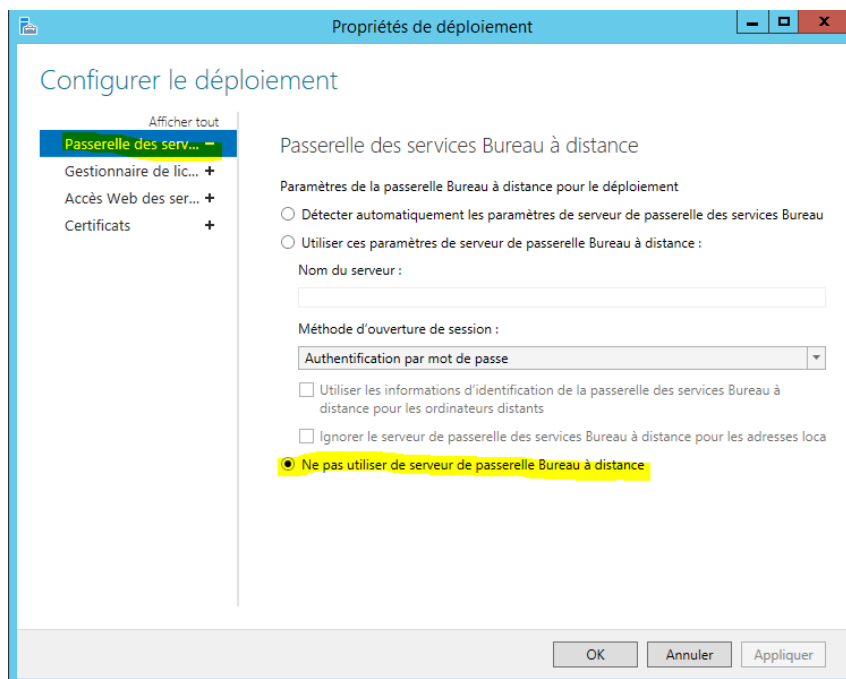 Propriétés de déploiement
Configurer le déploiement
Afficher tout
Passerelle des serv... –
Gestionnaire de lic... +
Accès Web des ser... +
Certificats +
Passerelle des services Bureau à distance
Paramètres de la passerelle Bureau à distance pour le déploiement
Détecter automatiquement les paramètres de serveur de passerelle des services Bureau
Utiliser ces paramètres de serveur de passerelle Bureau à distance :
Nom du serveur :
Méthode d'ouverture de session :
Authentification par mot de passe
Utiliser les informations d'identification de la passerelle des services Bureau à
distance pour les ordinateurs distants
Ignorer le serveur de passerelle des services Bureau à distance pour les adresses loca
Ne pas utiliser de serveur de passerelle Bureau à distance
OK
Annuler
Appliquer